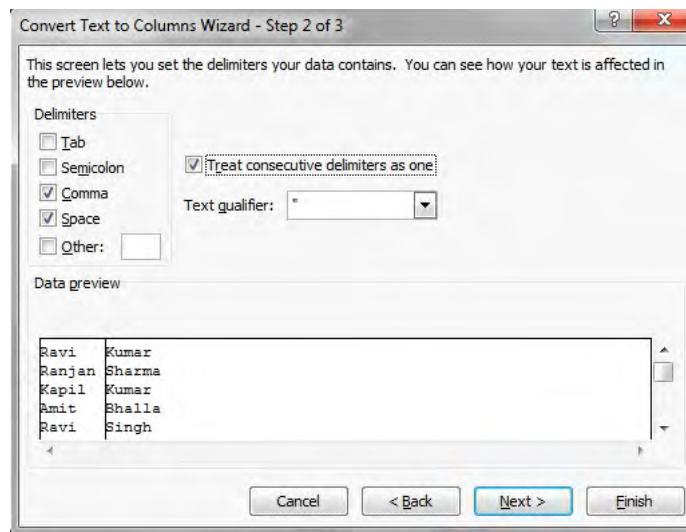 Convert Text to Columns Wizard - Step 2 of 3
This screen lets you set the delimiters your data contains. You can see how your text is affected in
the preview below.
Delimiters
Tab
Semicolon
Comma
Space
Other:
Treat consecutive delimiters as one
Text qualifier: "
Data preview
Ravi Kumar
Ranjan Sharma
Kapil Kumar
Amit Bhalla
Ravi Singh
Cancel < Back Next > Finish